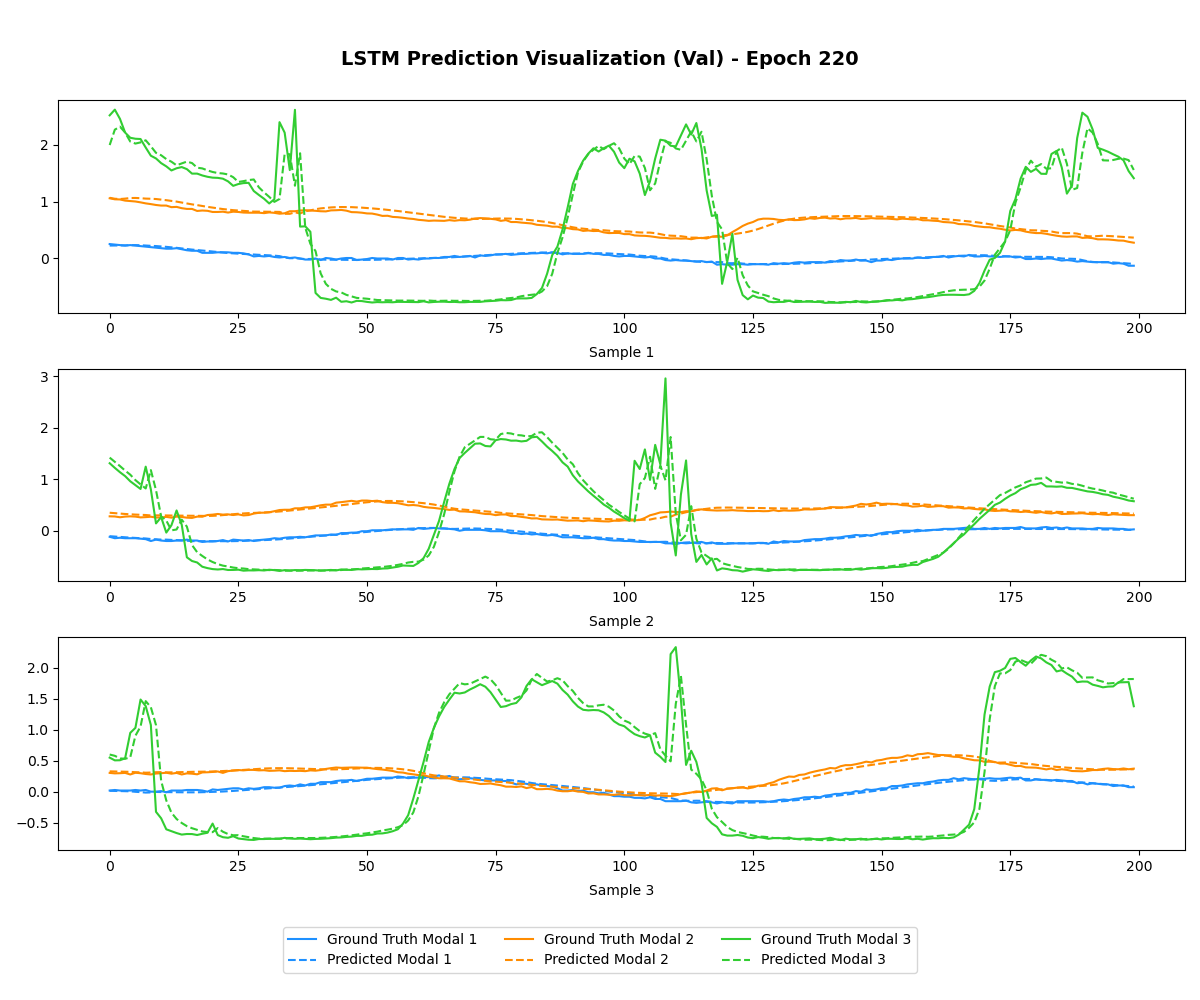 LSTM Prediction Visualization (Val) - Epoch 220
2
1
0
0 25 50 75 100 125 150 175 200
Sample 1
3
2
1
0
0 25 50 75 100 125 150 175 200
Sample 2
2.0
1.5
1.0
0.5
0.0
−0.5
0 25 50 75 100 125 150 175 200
Sample 3
Ground Truth Modal 1 Ground Truth Modal 2 Ground Truth Modal 3
Predicted Modal 1 Predicted Modal 2 Predicted Modal 3